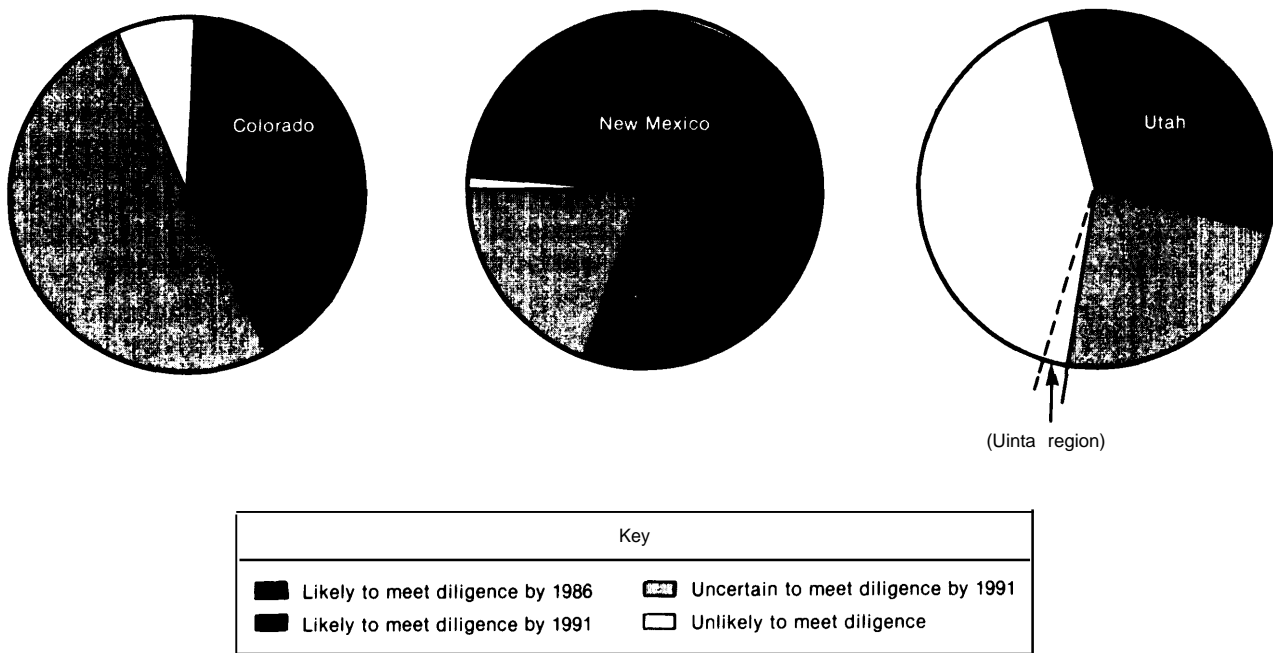 Colorado
New Mexico
Utah
(Uinta region)
Key
Likely to meet diligence by 1986
Uncertain to meet diligence by 1991
Likely to meet diligence by 1991
Unlikely to meet diligence